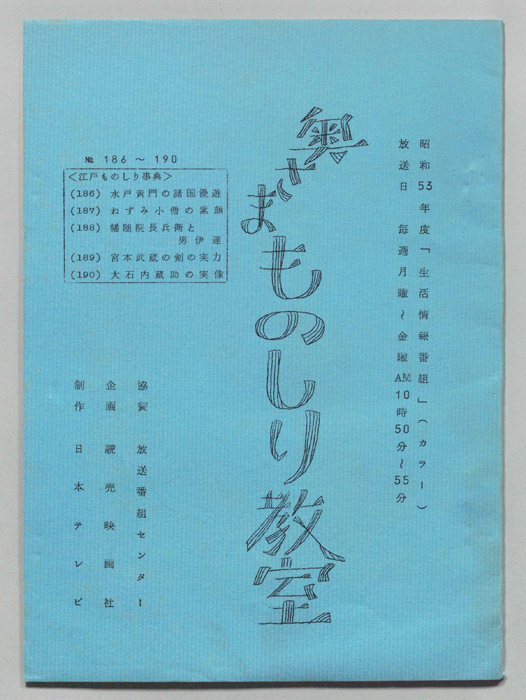 昭和53年度「生活情報番組」(カラー)
放送日 毎週月曜~金曜AM10時50分~55分
奥さまものしり教室
№ 186 ~ 190
<江戸ものしり事典>
(186) 水戸黄門の諸国漫遊
(187) ねずみ小僧の素顔
(188) 幡随院長兵衛と
男伊達
(189) 宮本武蔵の剣の実力
(190) 大石内蔵助の実像
協賛 放送番組センター
企画 読売映画社
制作 日本テレビ